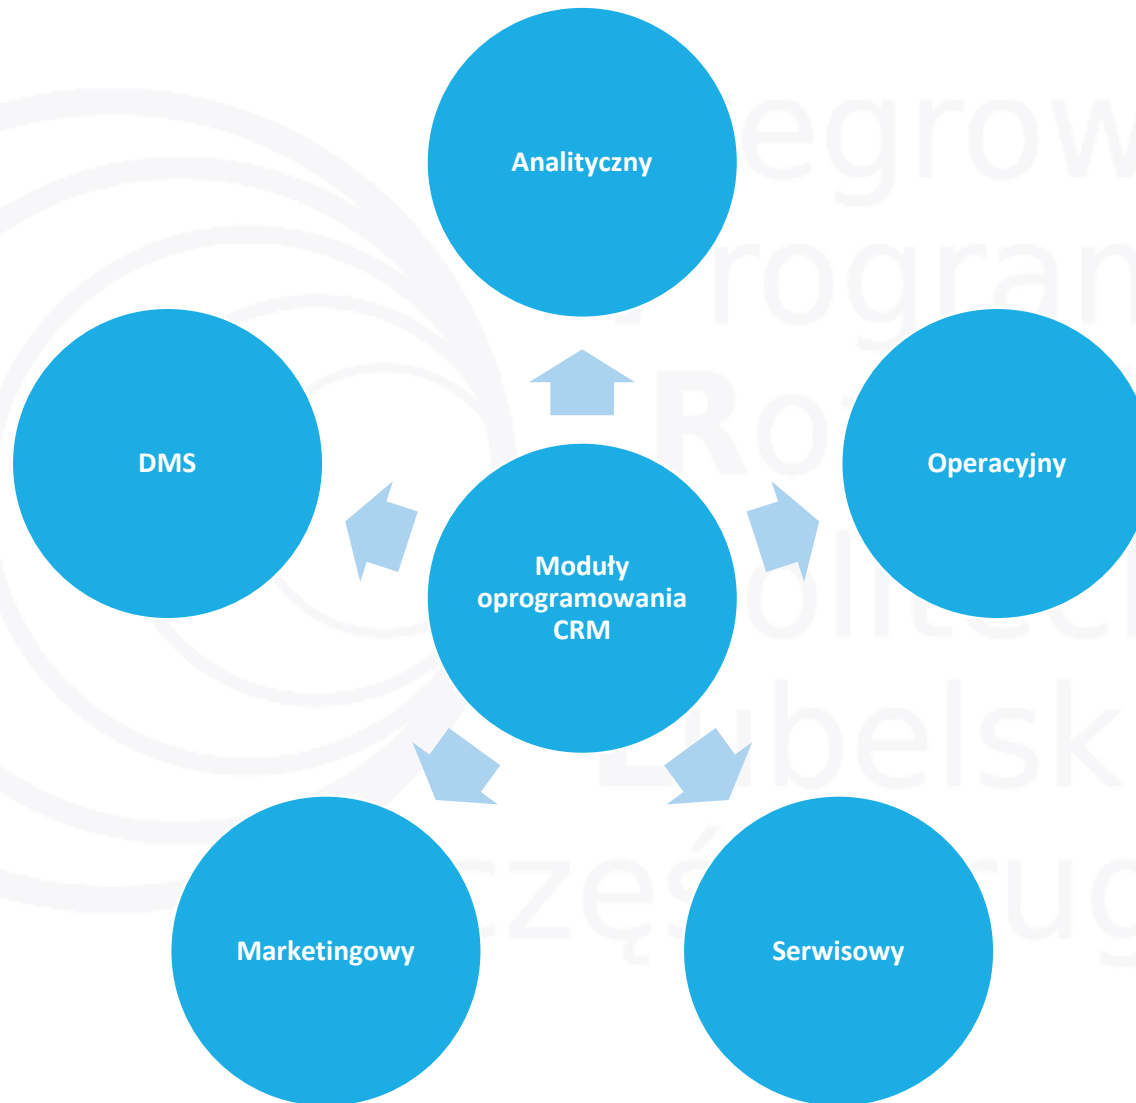 Analityczny
DMS
Operacyjny
Moduły
oprogramowania
CRM
Marketingowy
Serwisowy